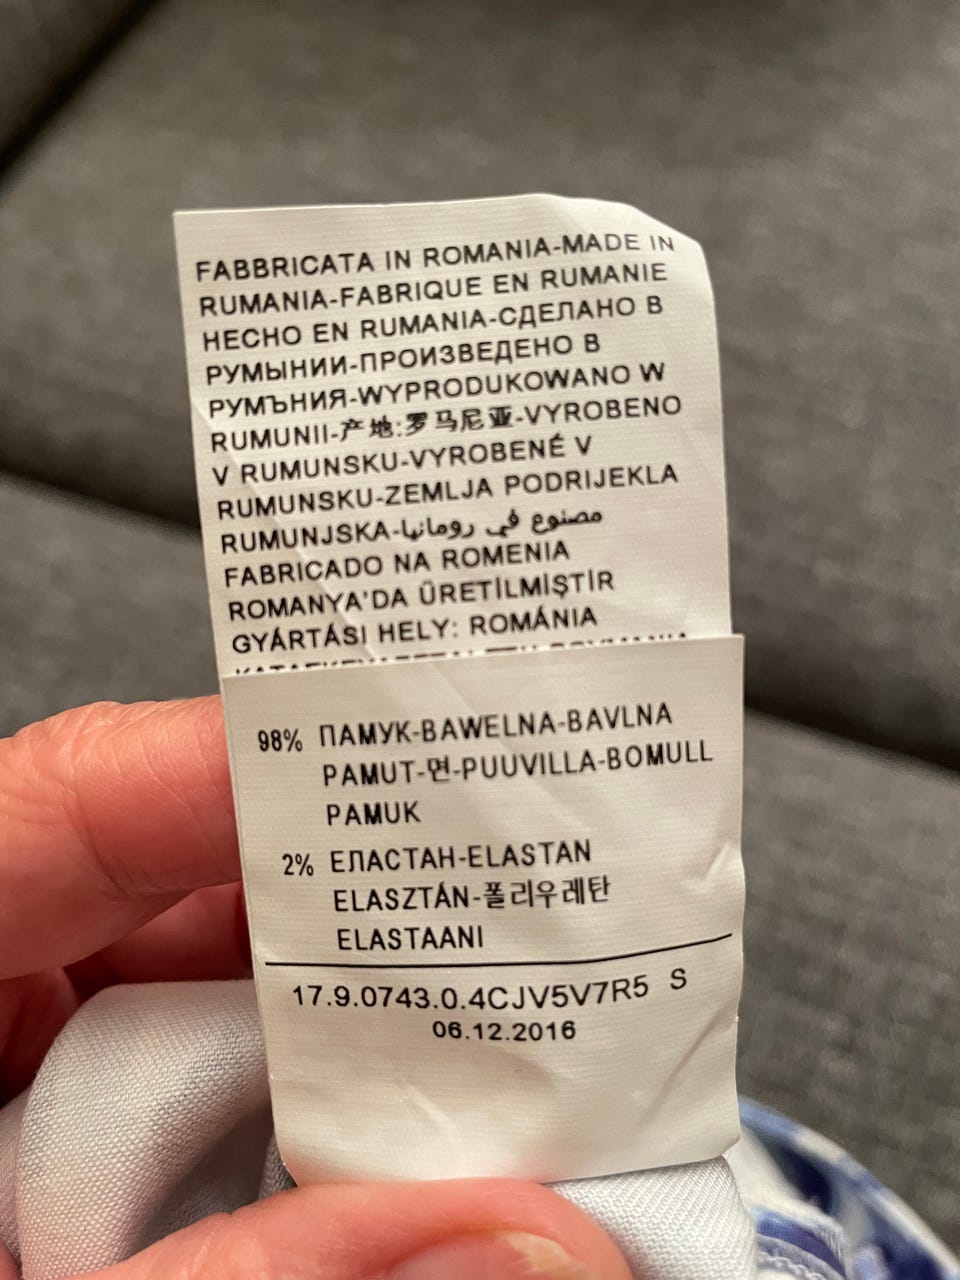 FABBRICATA IN ROMANIA-MADE IN
RUMANIA-FABRIQUE EN RUMANIE
HECHO EN RUMANIA-СДЕЛАНО В
РУМЫНИИ-ПРОИЗВЕДЕНО В
РУМЪНИЯ-WYPRODUKOWANO W
RUMUNII-产地:罗马尼亚-VYROBENO
V RUMUNSKU-VYROBENÉ V
RUMUNSKU-ZEMLJA PODRIJEKLA
RUMUNJSKA-مصنوع في رومانيا
FABRICADO NA ROMENIA
ROMANYA'DA ÜRETİLMİŞTİR
GYÁRTÁSI HELY: ROMÁNIA
98% ПАМУК-BAWELNA-BAVLNA
PAMUT-면-PUUVILLA-BOMULL
PAMUK
2% ЕЛАСТАН-ELASTAN
ELASZTÁN-폴리우레탄
ELASTAANI
17.9.0743.0.4CJV5V7R5 S
06.12.2016